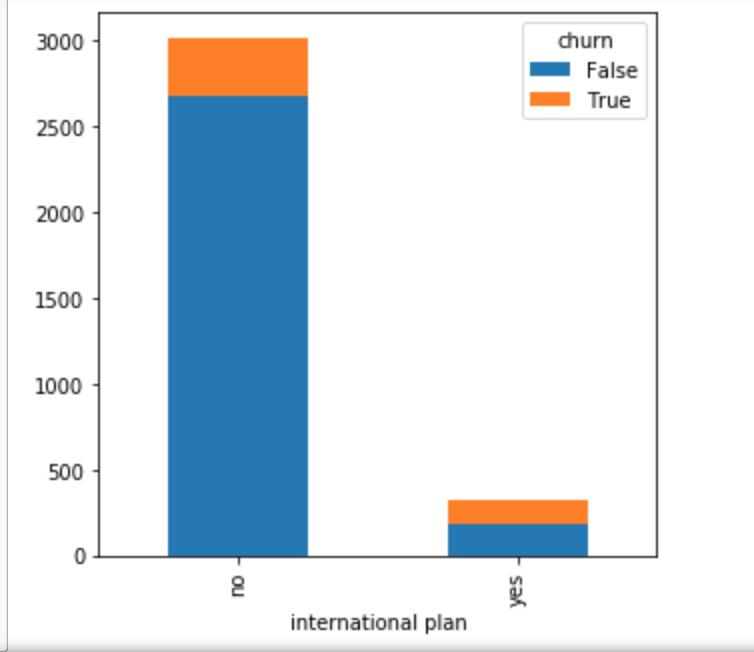 churn
False
True
3000
2500
2000
1500
1000
500
0
no
yes
international plan